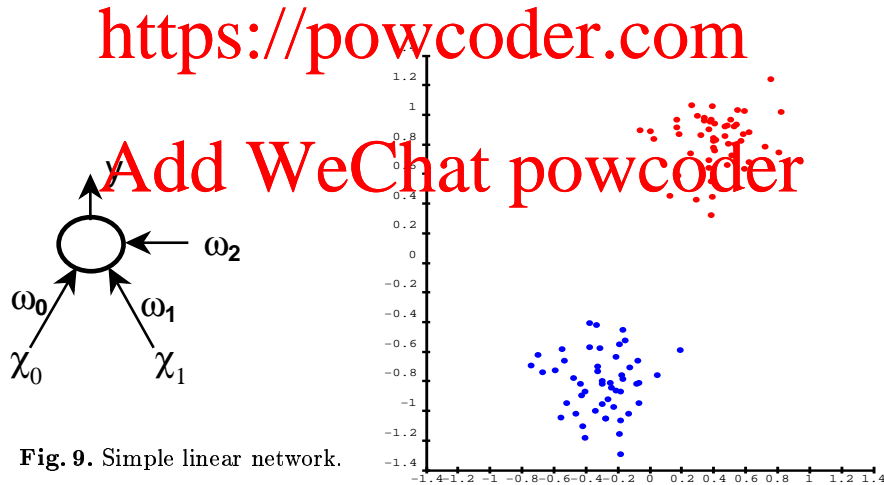 https://powcoder.com
Add WeChat powcoder
y
ω2
ω0
ω1
χ0
χ1
Fig. 9. Simple linear network.
1.2
1
0.8
0.4
0.2
0
-0.2
-0.4
-0.6
-0.8
-1
-1.2
-1.4
-1.4 -1.2 -1 -0.8 -0.6 -0.4 -0.2 0 0.2 0.4 0.6 0.8 1 1.2 1.4